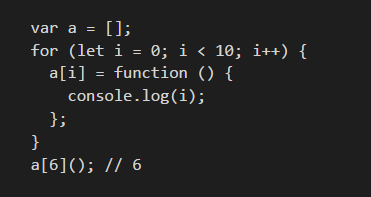 var a = [];
for (let i = 0; i < 10; i++) {
  a[i] = function () {
    console.log(i);
  };
}
a[6](); // 6